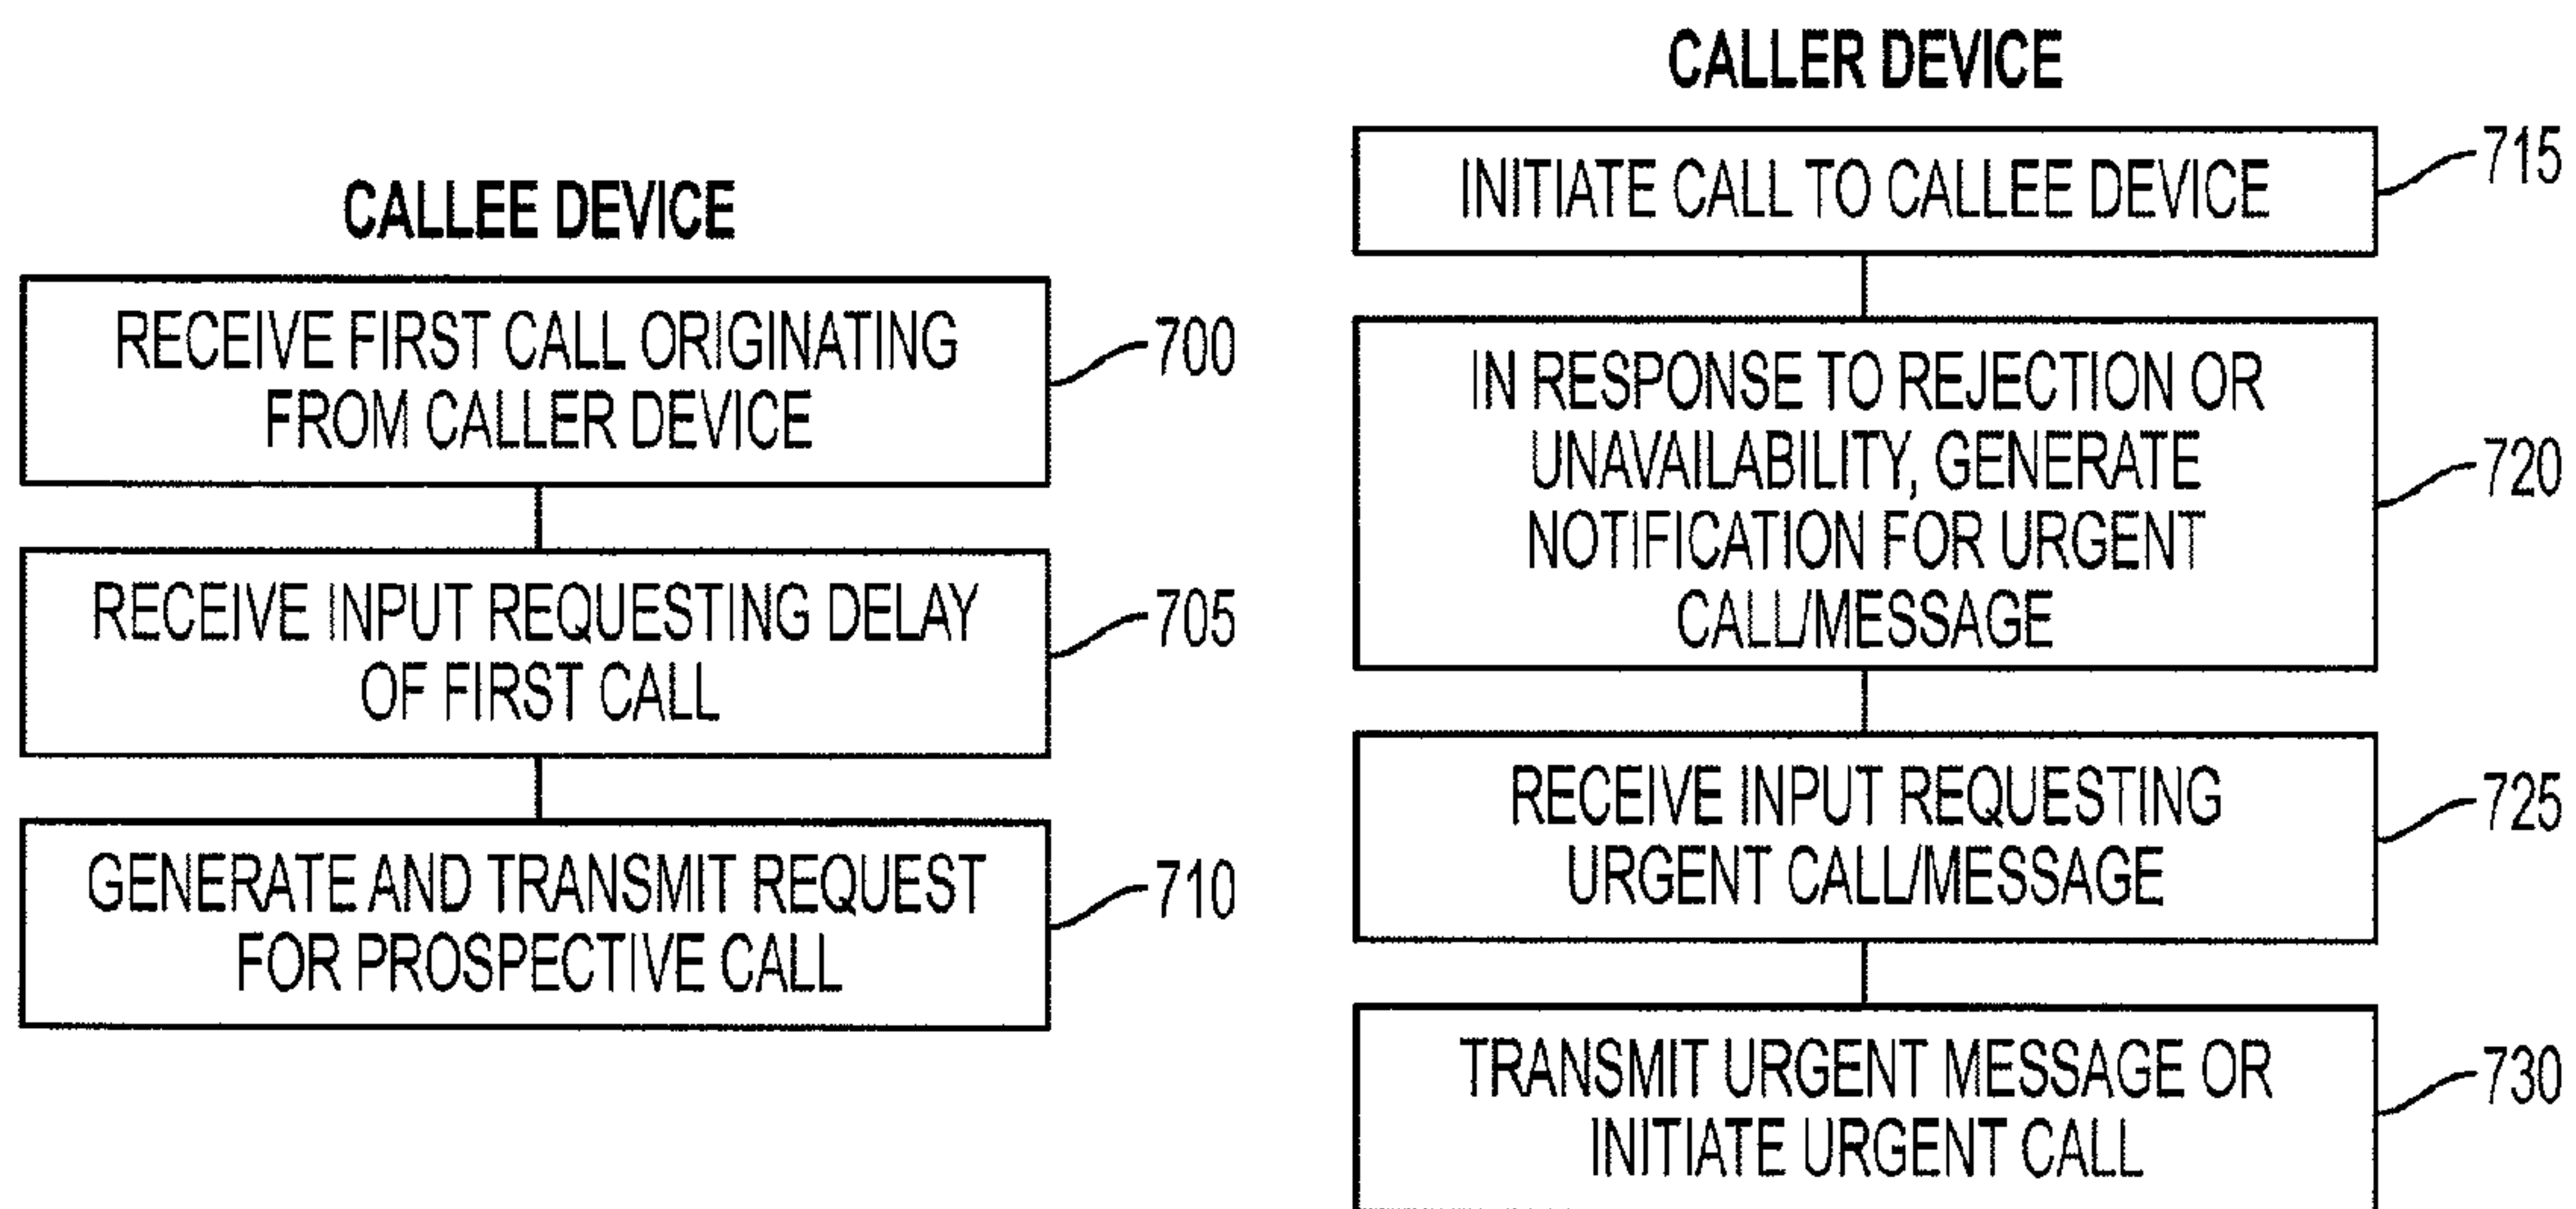 CALLEE DEVICE
RECEIVE FIRST CALL ORIGINATING
FROM CALLER DEVICE
700
RECEIVE INPUT REQUESTING DELAY
OF FIRST CALL
705
GENERATE AND TRANSMIT REQUEST
FOR PROSPECTIVE CALL
710
CALLER DEVICE
INITIATE CALL TO CALLEE DEVICE
715
IN RESPONSE TO REJECTION OR
UNAVAILABILITY, GENERATE
NOTIFICATION FOR URGENT
CALL/MESSAGE
720
RECEIVE INPUT REQUESTING
URGENT CALL/MESSAGE
725
TRANSMIT URGENT MESSAGE OR
INITIATE URGENT CALL
730